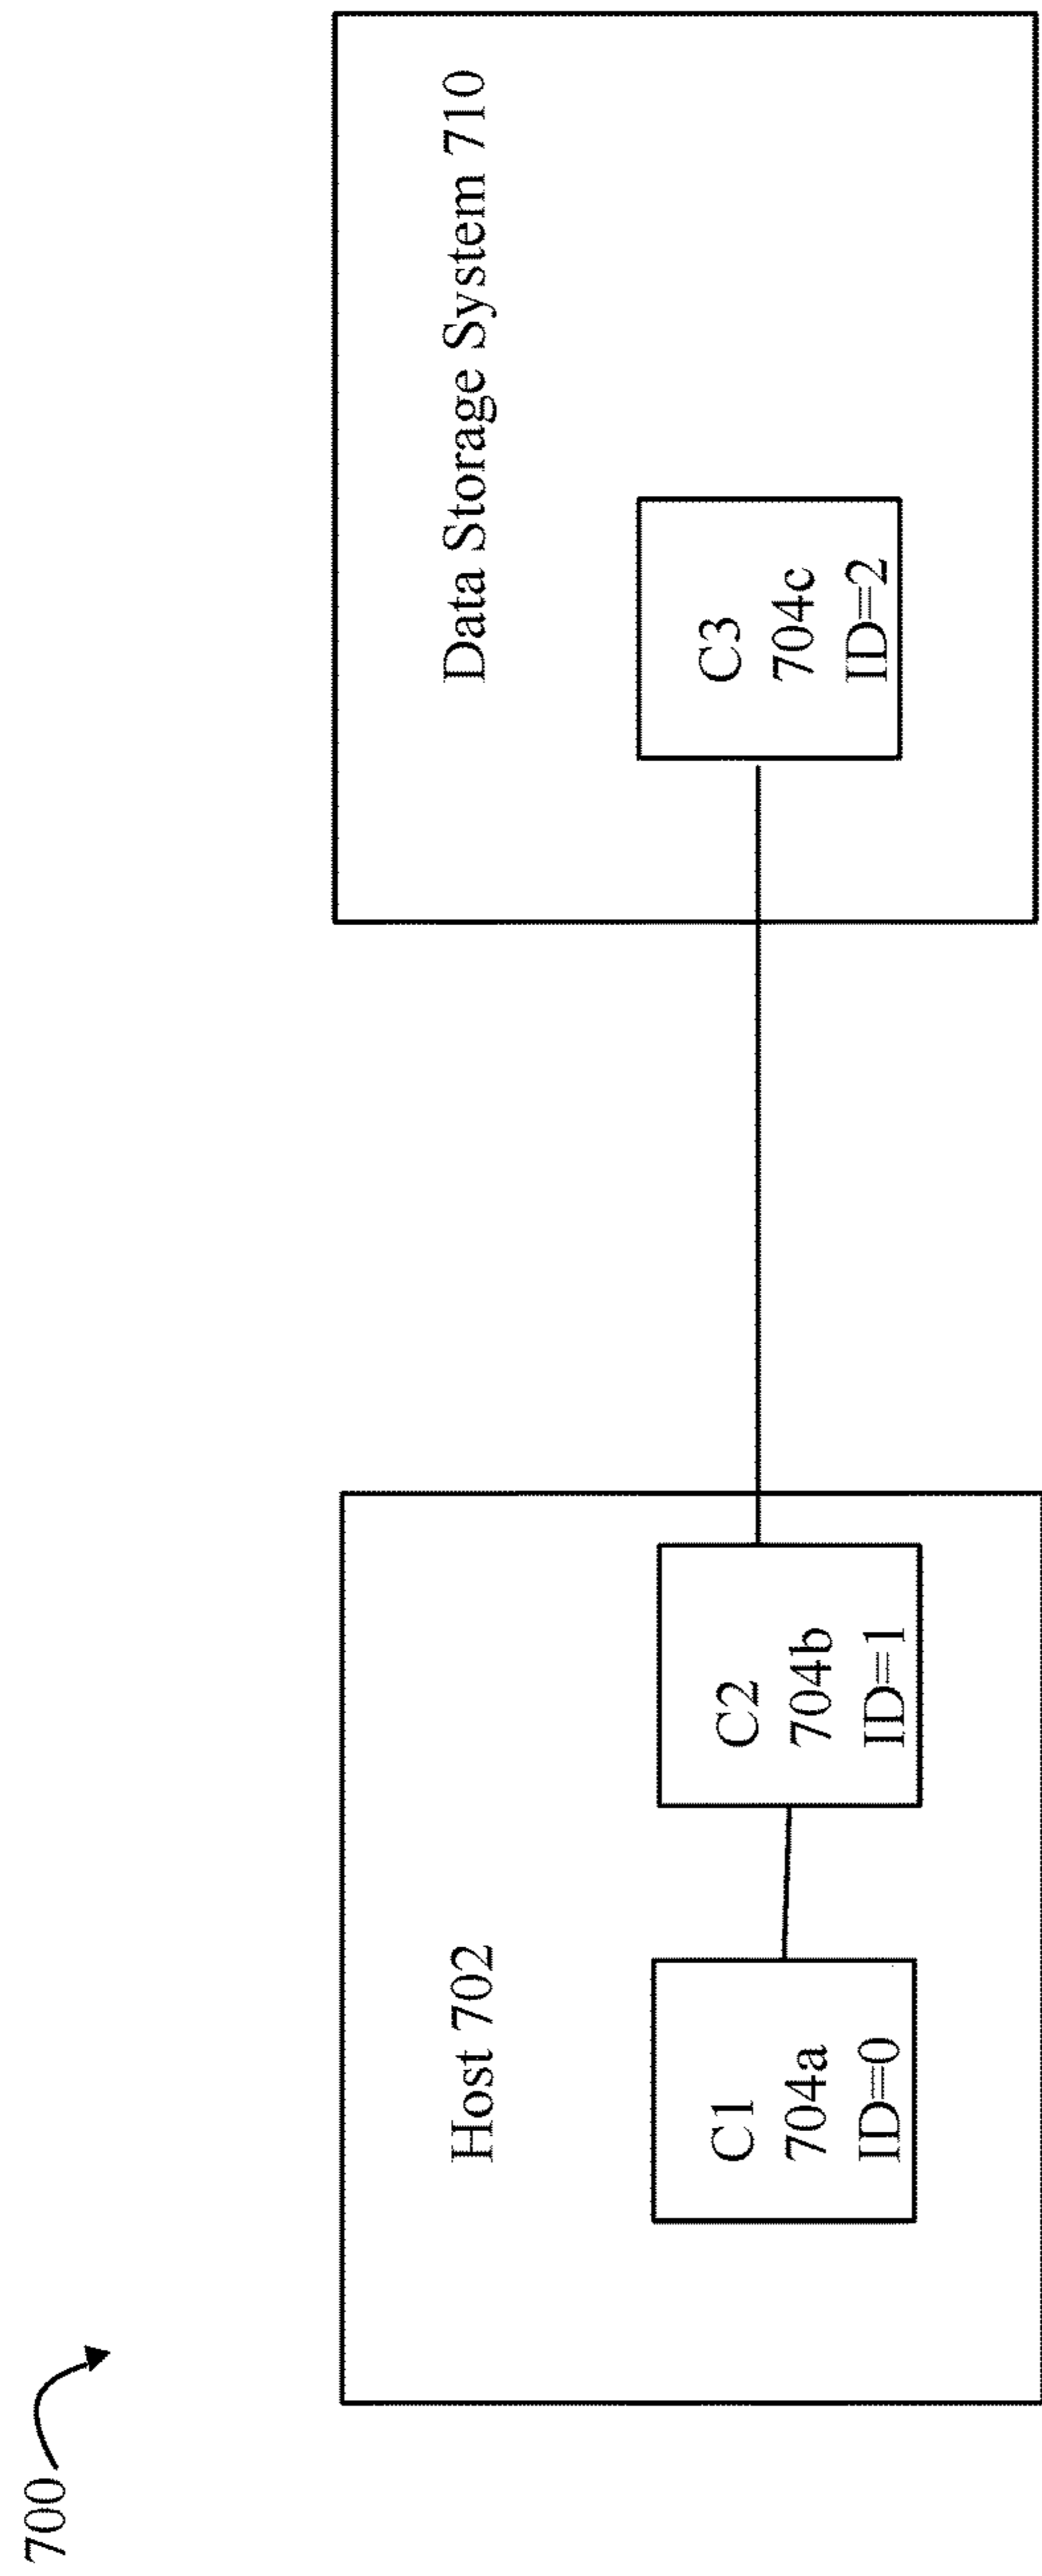 700
Host 702
C1
704a
ID=0
C2
704b
ID=1
Data Storage System 710
C3
704c
ID=2